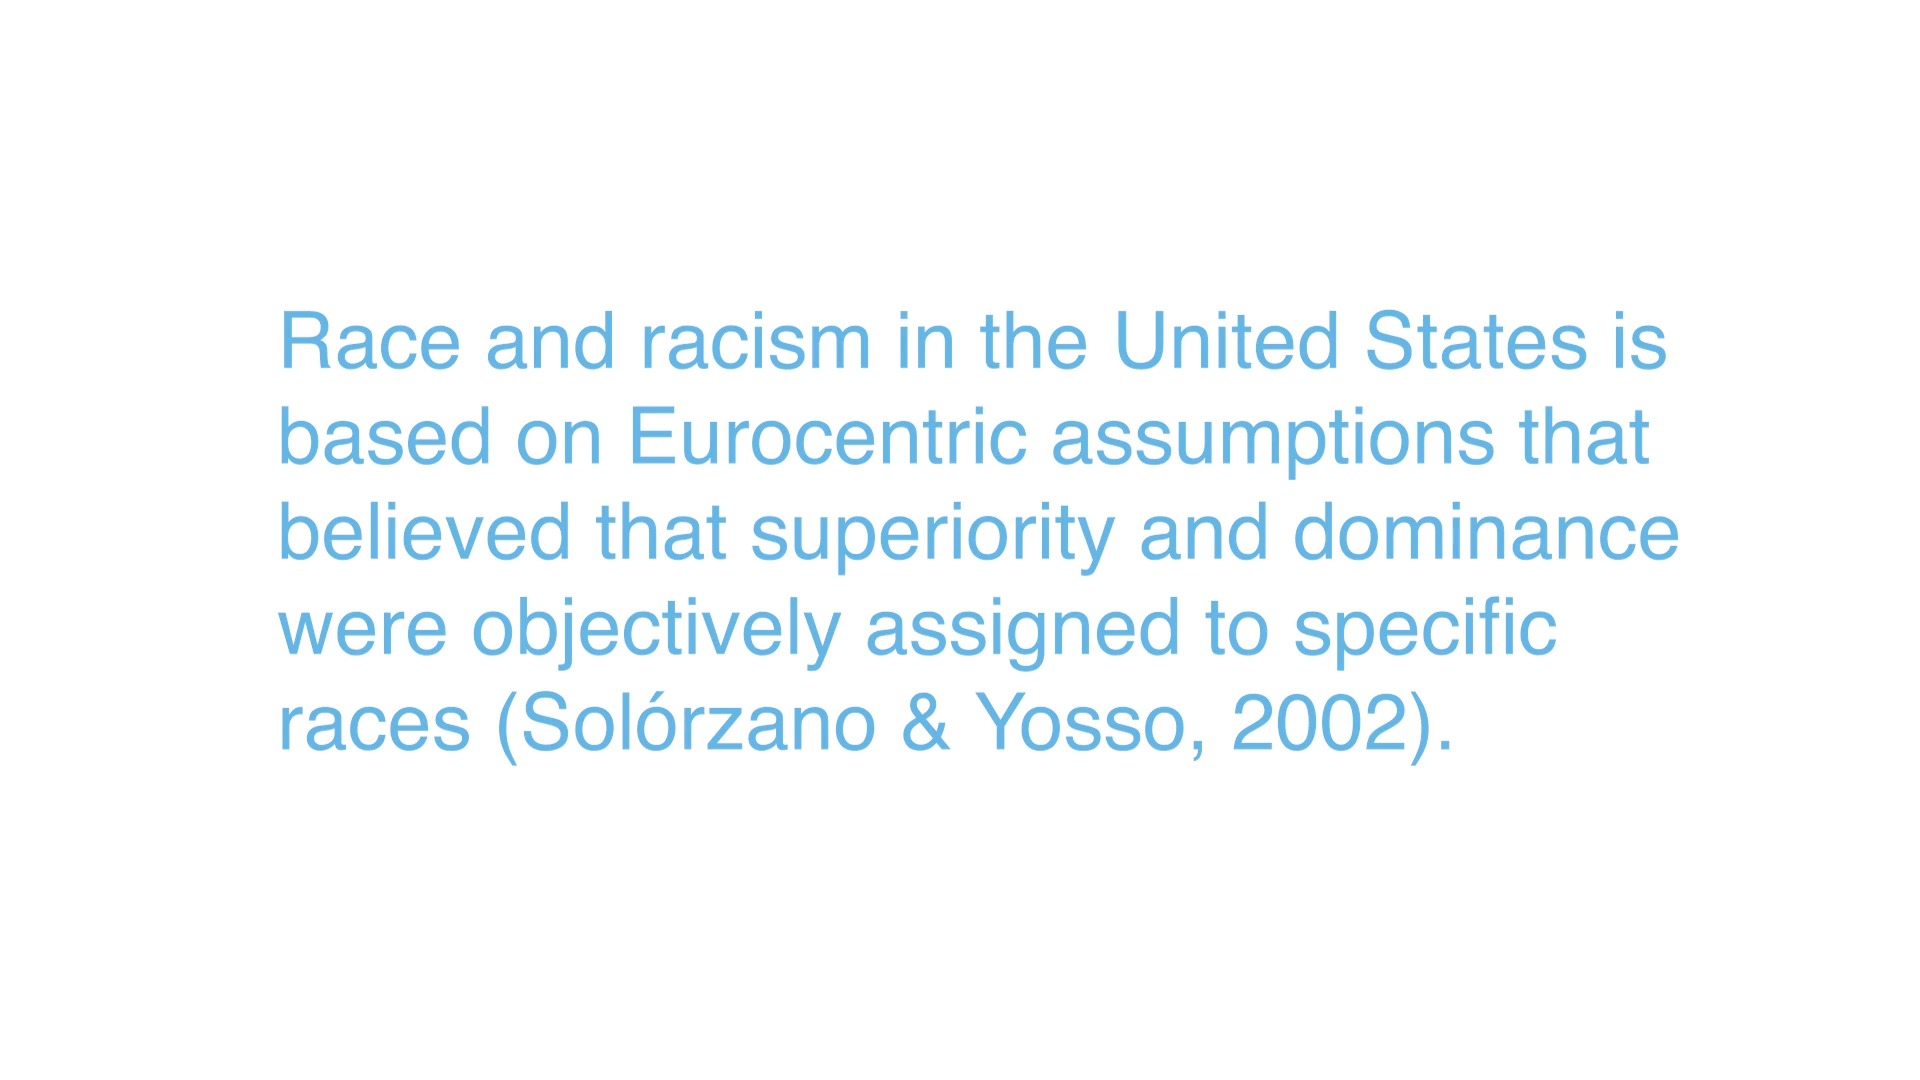 Race and racism in the United States is
based on Eurocentric assumptions that
believed that superiority and dominance
were objectively assigned to specific
races (Solórzano & Yosso, 2002).